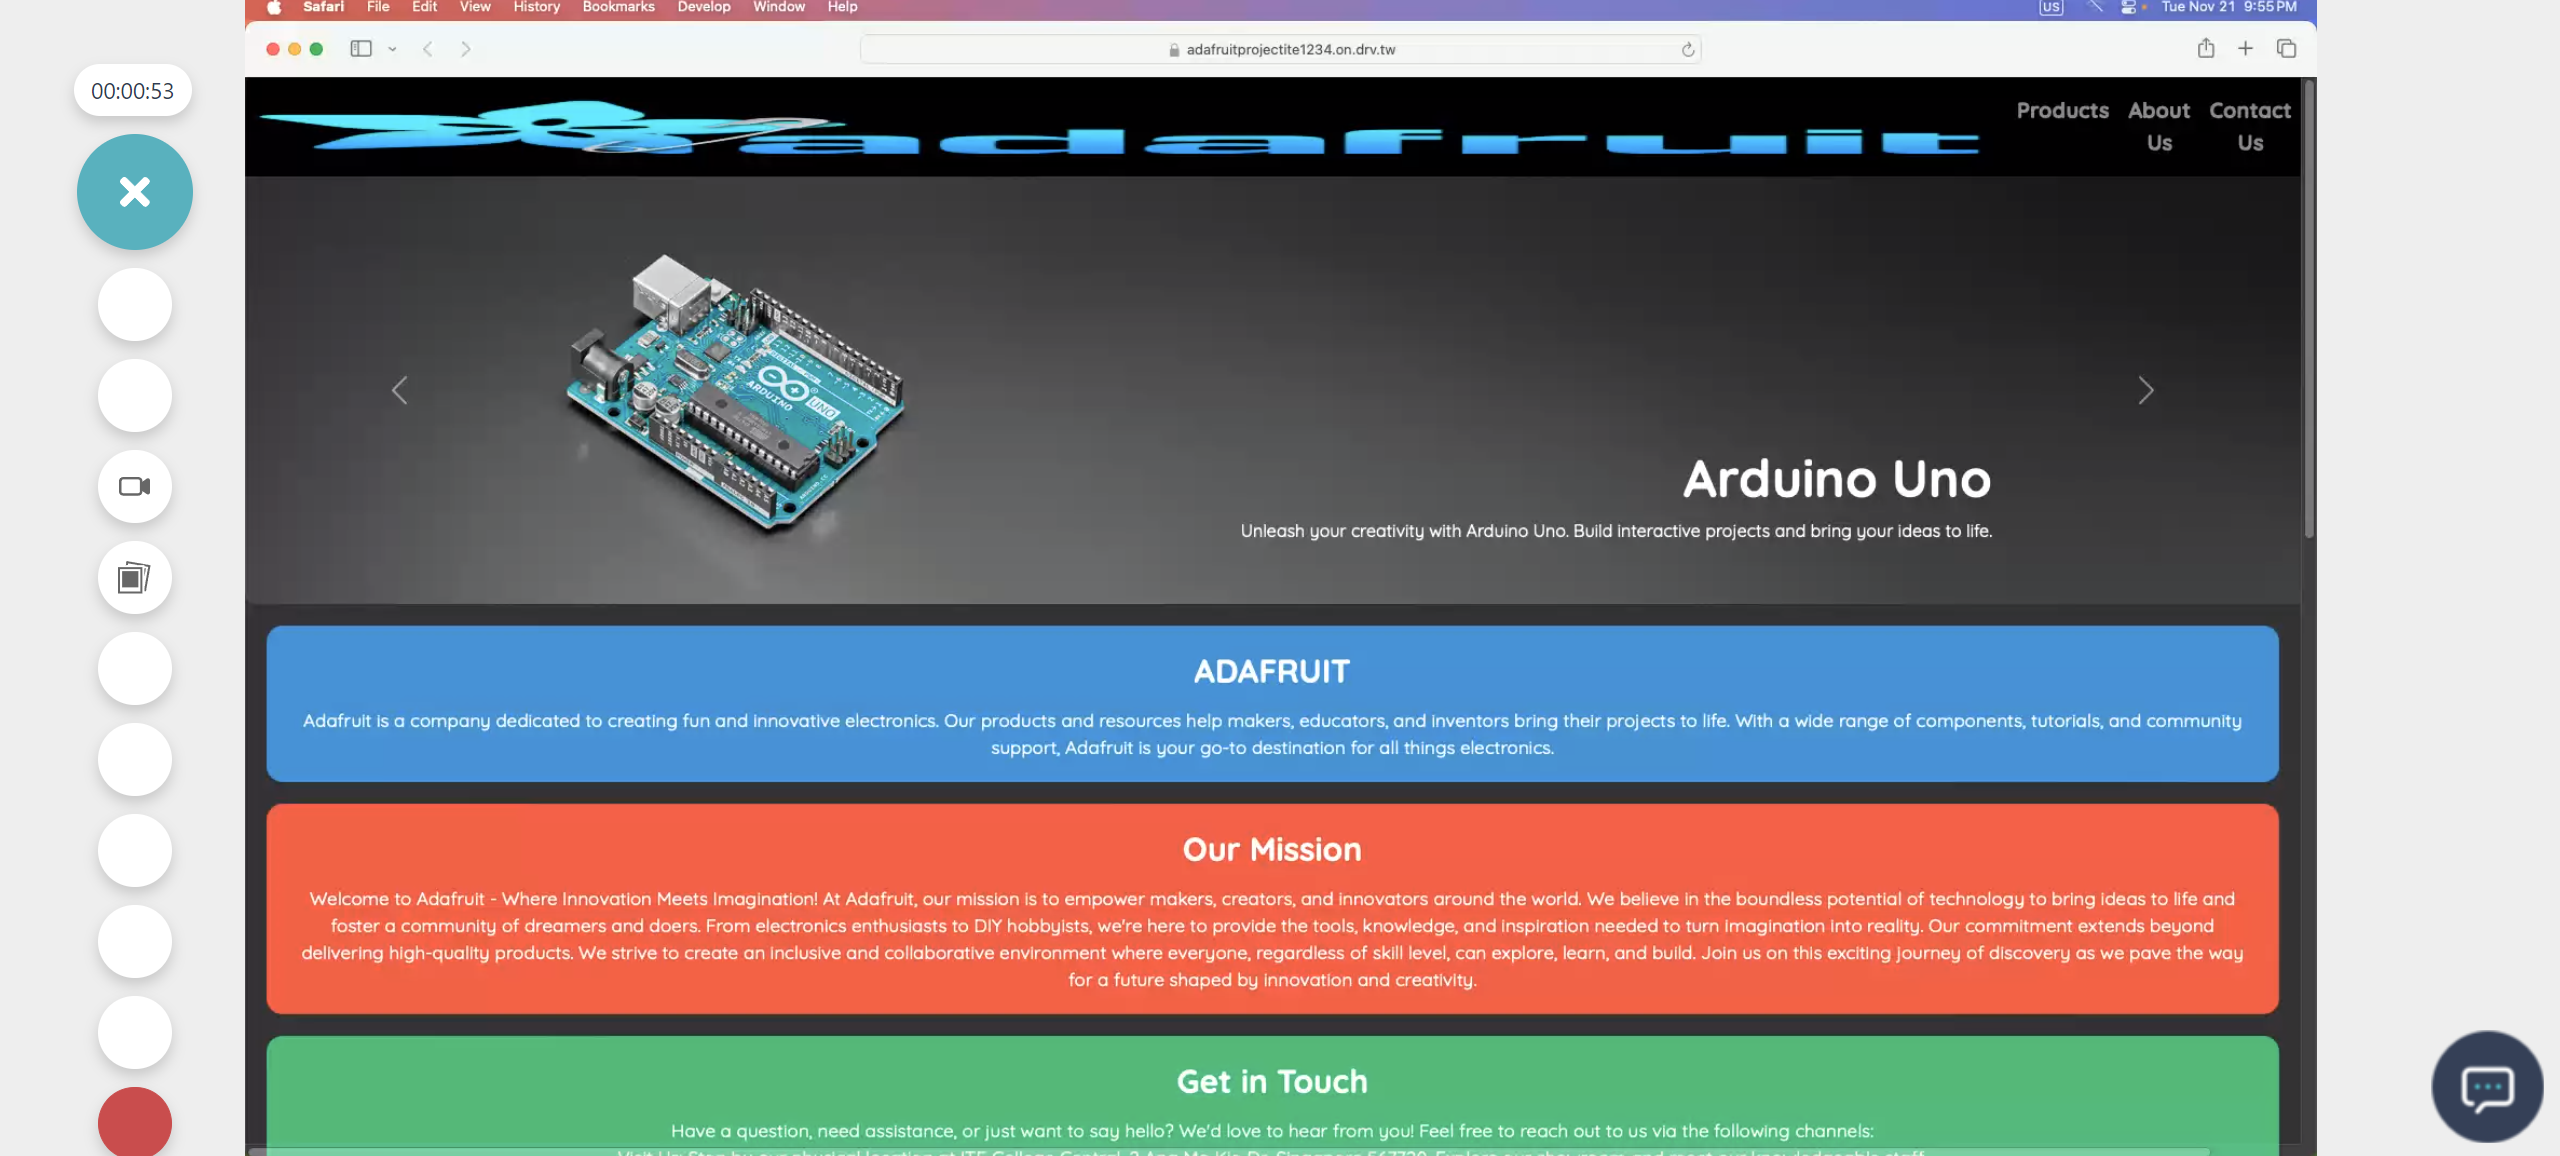 Safari File Edit View History Bookmarks Develop Window Help
US Tue Nov 21 9:55 PM
adafruitprojectite1234.on.drv.tw
00:00:53
adafruit
Products About Us Contact Us
ARDUINO UNO
Arduino Uno
Unleash your creativity with Arduino Uno. Build interactive projects and bring your ideas to life.
ADAFRUIT
Adafruit is a company dedicated to creating fun and innovative electronics. Our products and resources help makers, educators, and inventors bring their projects to life. With a wide range of components, tutorials, and community
support, Adafruit is your go-to destination for all things electronics.
Our Mission
Welcome to Adafruit - Where Innovation Meets Imagination! At Adafruit, our mission is to empower makers, creators, and innovators around the world. We believe in the boundless potential of technology to bring ideas to life and
foster a community of dreamers and doers. From electronics enthusiasts to DIY hobbyists, we're here to provide the tools, knowledge, and inspiration needed to turn imagination into reality. Our commitment extends beyond
delivering high-quality products. We strive to create an inclusive and collaborative environment where everyone, regardless of skill level, can explore, learn, and build. Join us on this exciting journey of discovery as we pave the way
for a future shaped by innovation and creativity.
Get in Touch
Have a question, need assistance, or just want to say hello? We'd love to hear from you! Feel free to reach out to us via the following channels: